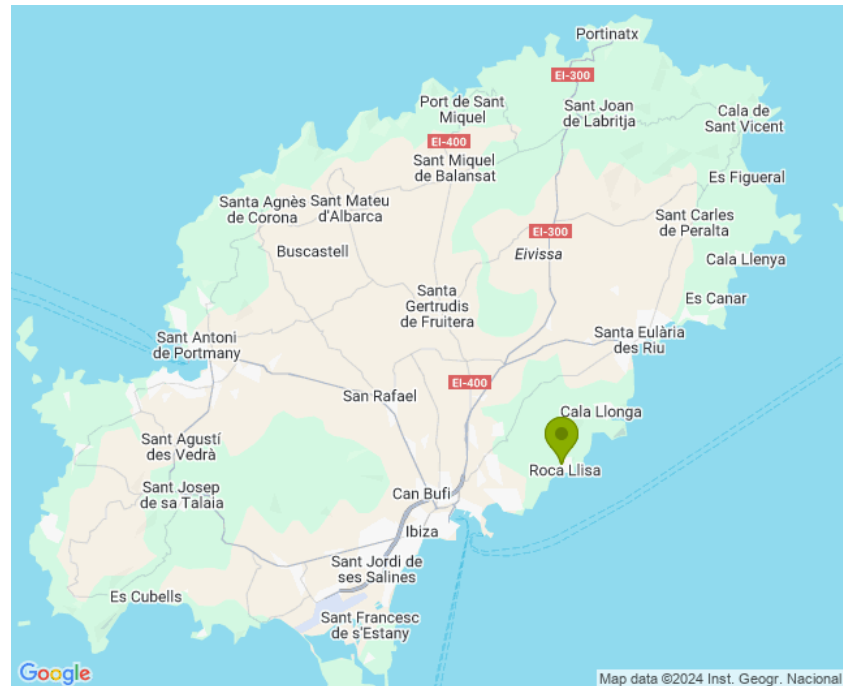 Portinatx
EI-300
Port de Sant
Miquel
Sant Joan
de Labritja
Cala de
Sant Vicent
EI-400
Sant Miquel
de Balansat
Es Figueral
Santa Agnès
de Corona
Sant Mateu
d'Albarca
Sant Carles
de Peralta
EI-300
Buscastell
Eivissa
Cala Llenya
Santa
Gertrudis
de Fruitera
Es Canar
Sant Antoni
de Portmany
Santa Eulària
des Riu
EI-400
San Rafael
Cala Llonga
Sant Agustí
des Vedrà
Roca Llisa
Sant Josep
de sa Talaia
Can Bufi
Ibiza
Sant Jordi de
ses Salines
Es Cubells
Sant Francesc
de s'Estany
Google
Map data ©2024 Inst. Geogr. Nacional